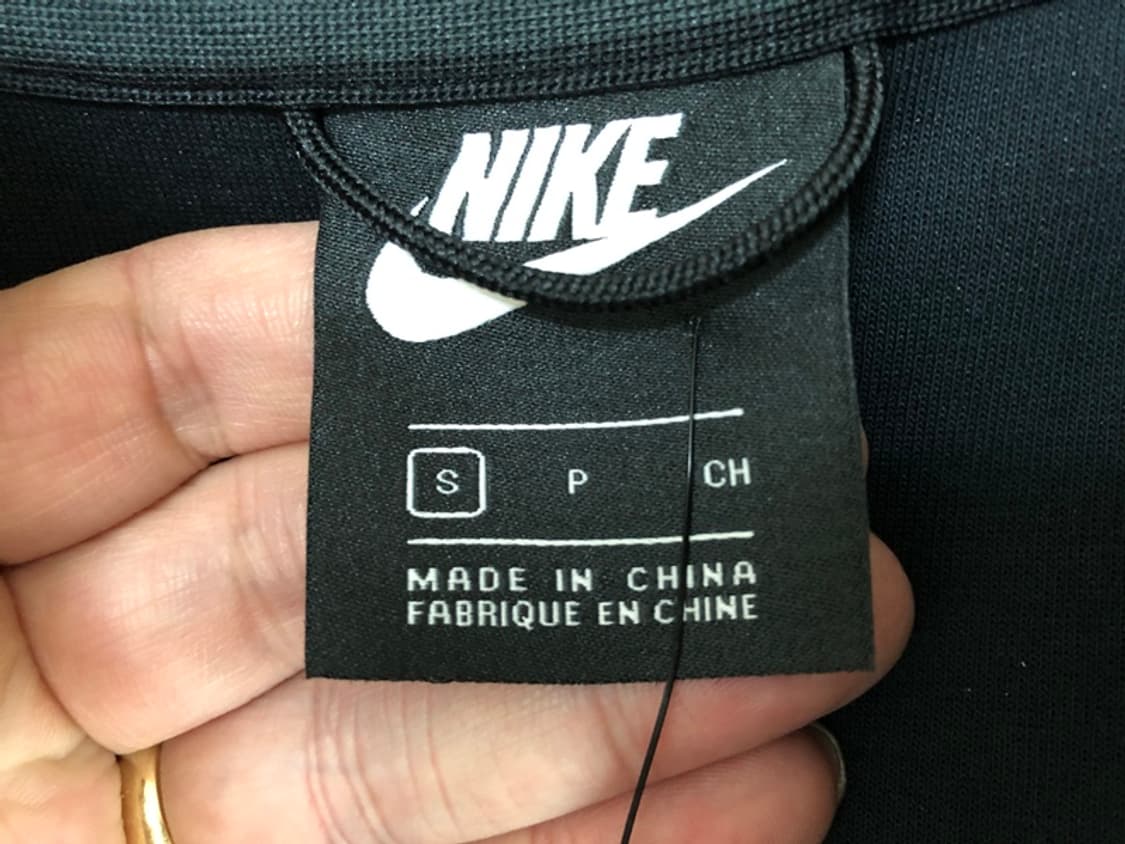 NIKE
S P CH
MADE IN CHINA
FABRIQUE EN CHINE